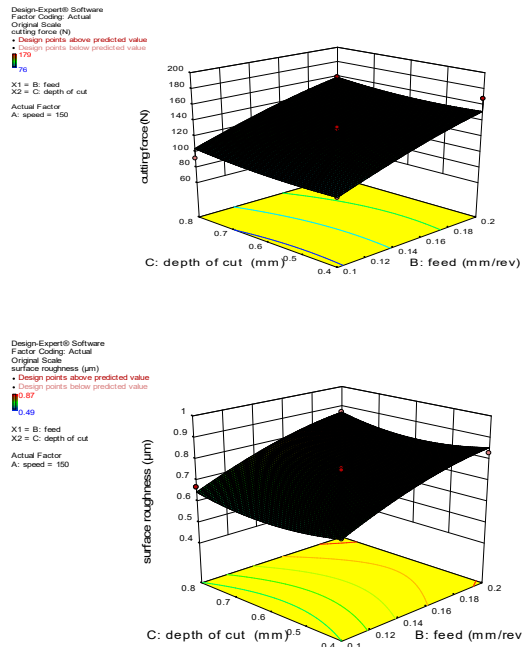 Design-Expert® Software
Factor Coding: Actual
Original Scale
cutting force (N)
Design points above predicted value
Design points below predicted value
179
76
X1 = B: feed
X2 = C: depth of cut
Actual Factor
A: speed = 150
200
180
160
140
120
100
80
60
cutting force (N)
0.8
0.7
0.6
0.5
0.4
0.1
0.12
0.14
0.16
0.18
0.2
C: depth of cut (mm)
B: feed (mm/rev)
Design-Expert® Software
Factor Coding: Actual
Original Scale
surface roughness (µm)
Design points above predicted value
Design points below predicted value
0.87
0.49
X1 = B: feed
X2 = C: depth of cut
Actual Factor
A: speed = 150
1
0.9
0.8
0.7
0.6
0.5
0.4
surface roughness (µm)
0.8
0.7
0.6
0.5
0.4
0.1
0.12
0.14
0.16
0.18
0.2
C: depth of cut (mm)
B: feed (mm/rev